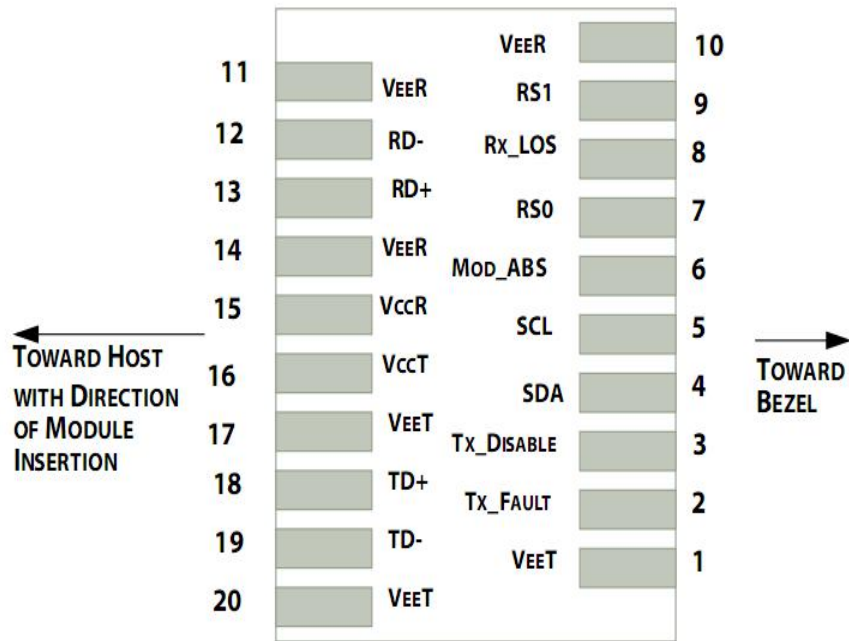 11 VEER
12 RD-
13 RD+
14 VEER
15 VCCR
16 VCCT
17 VEET
18 TD+
19 TD-
20 VEET
TOWARD HOST
WITH DIRECTION
OF MODULE
INSERTION
VEER 10
RS1 9
RX_LOS 8
RS0 7
MOD_ABS 6
SCL 5
SDA 4
TX_DISABLE 3
TX_FAULT 2
VEET 1
TOWARD
BEZEL